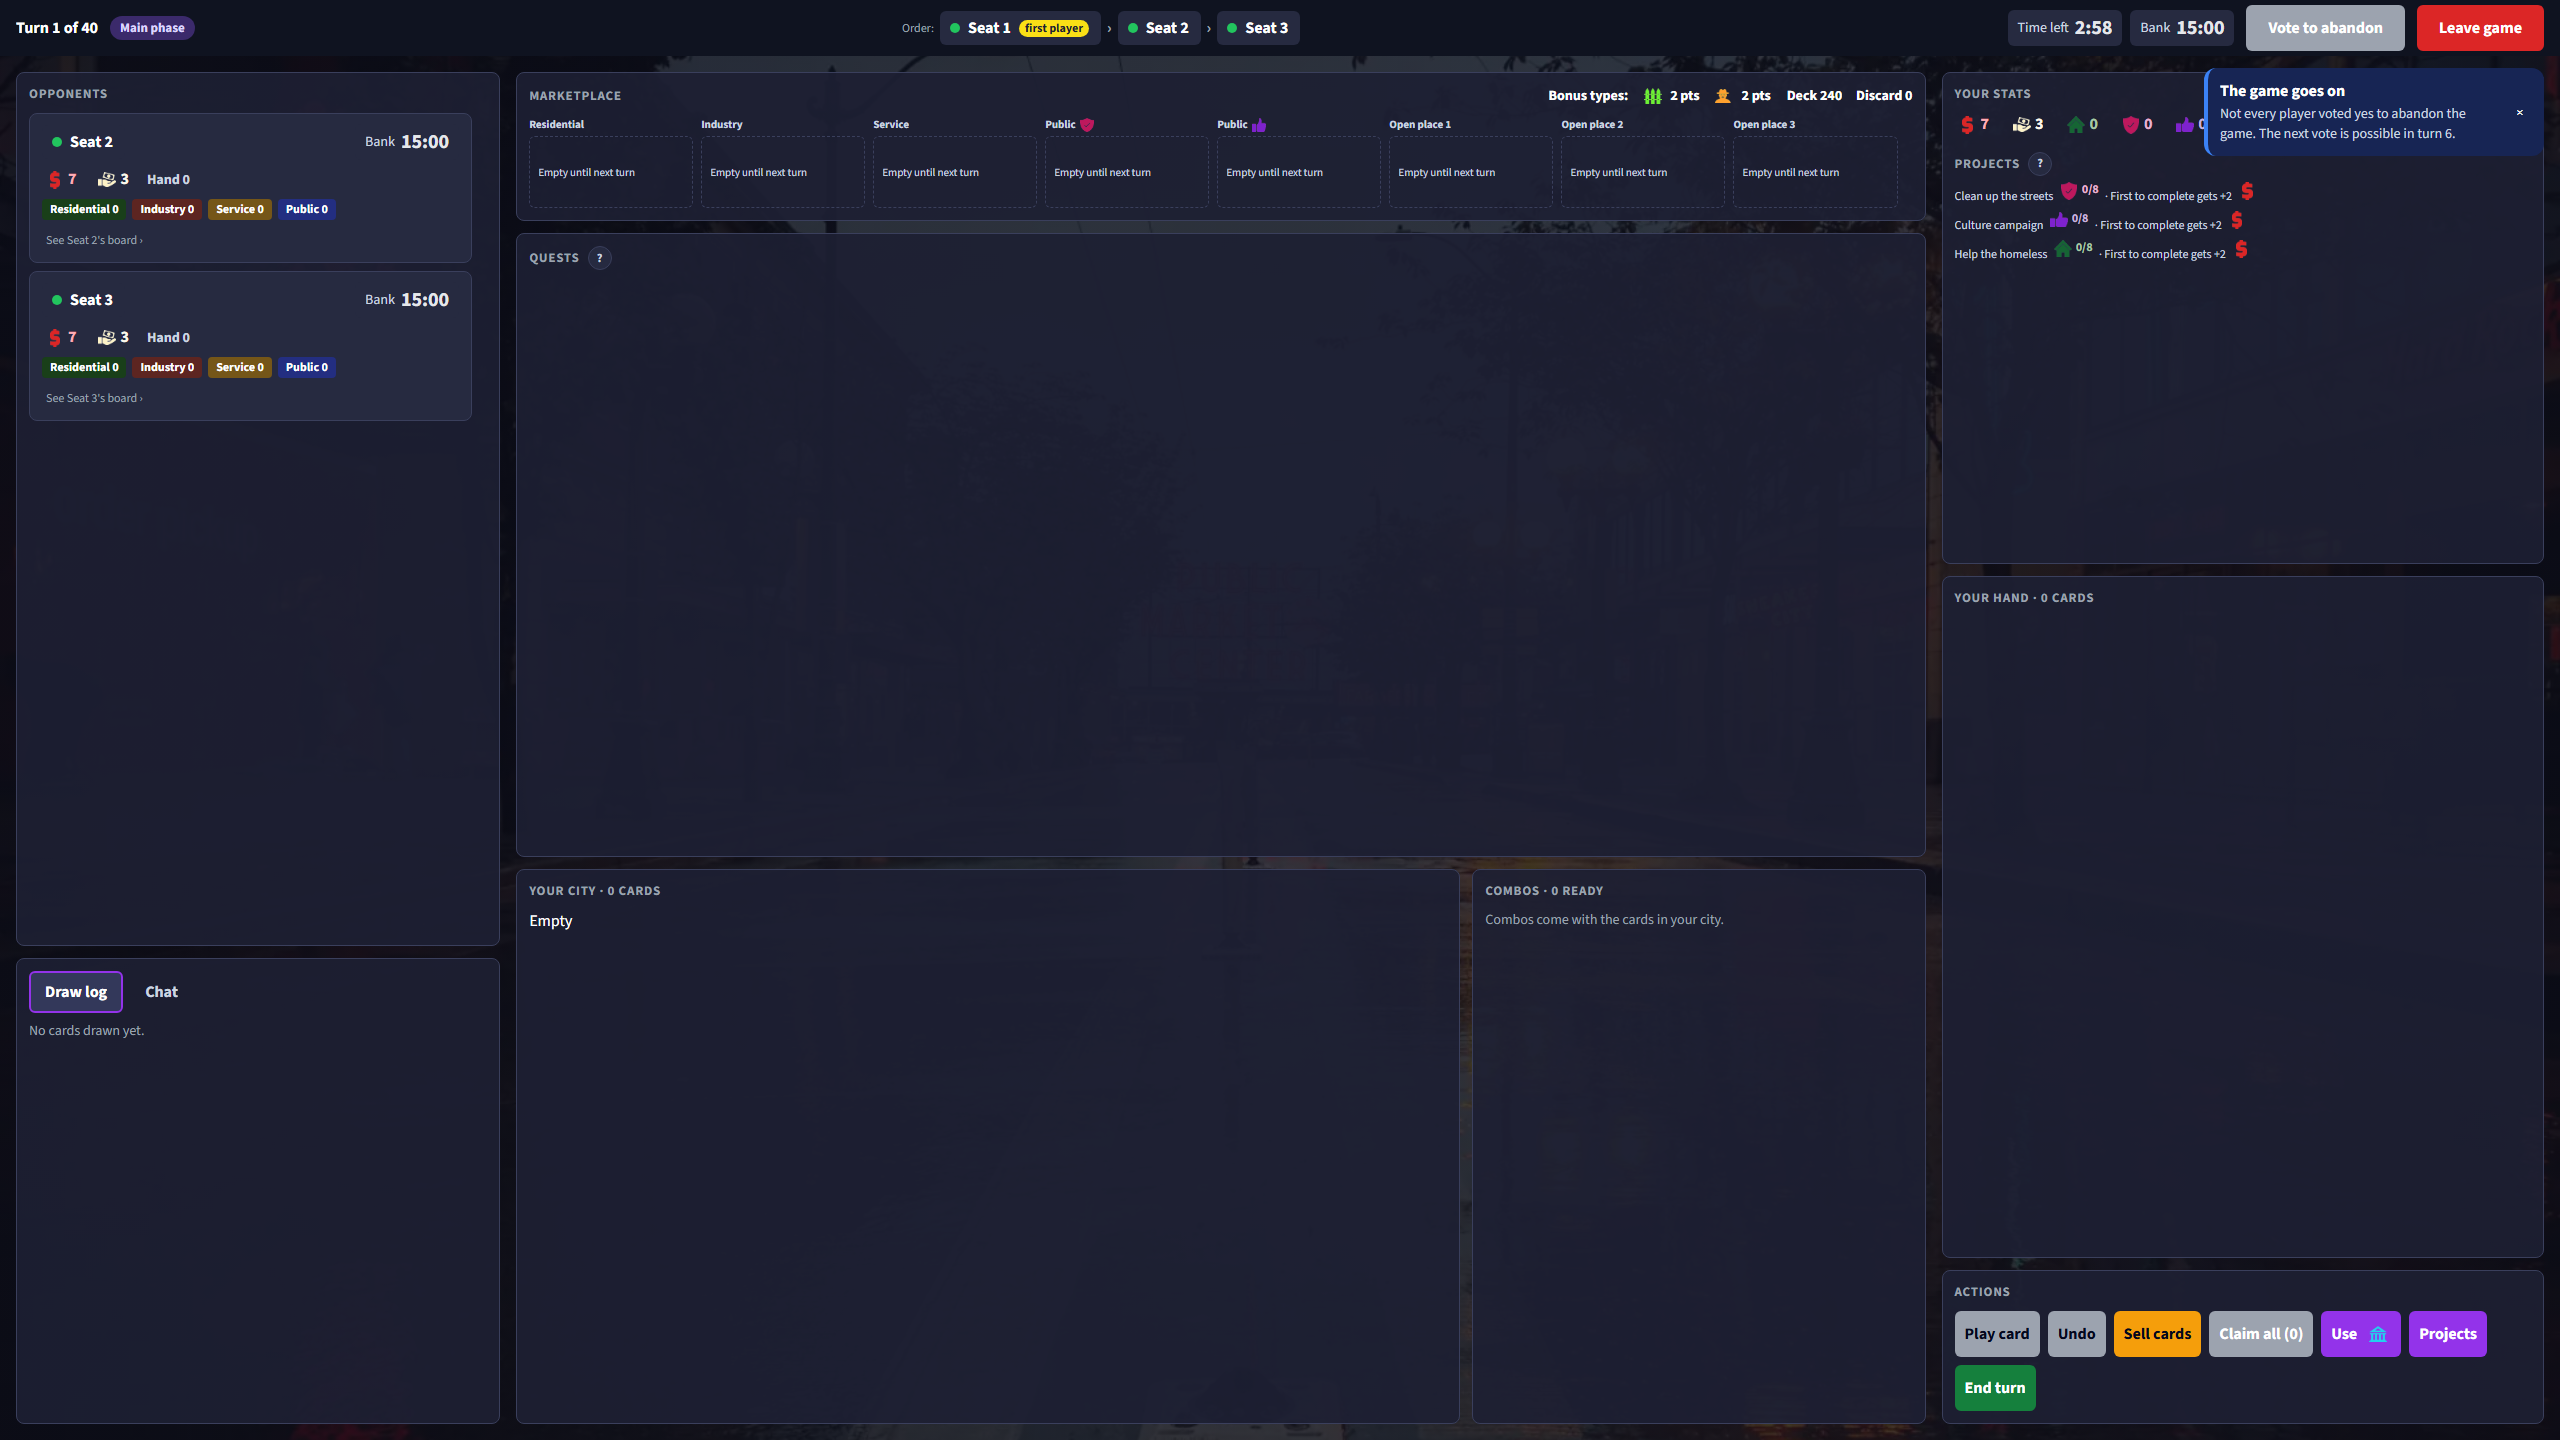 Turn 1 of 40 Main phase
Order: Seat 1 first player › Seat 2 › Seat 3
Time left 2:58 Bank 15:00 Vote to abandon Leave game
OPPONENTS
Seat 2 Bank 15:00
7 3 Hand 0
Residential 0 Industry 0 Service 0 Public 0
See Seat 2's board ›
Seat 3 Bank 15:00
7 3 Hand 0
Residential 0 Industry 0 Service 0 Public 0
See Seat 3's board ›
Draw log Chat
No cards drawn yet.
MARKETPLACE Bonus types: 2 pts 2 pts Deck 240 Discard 0
Residential Industry Service Public Public Open place 1 Open place 2 Open place 3
Empty until next turn Empty until next turn Empty until next turn Empty until next turn Empty until next turn Empty until next turn Empty until next turn Empty until next turn
QUESTS ?
YOUR CITY · 0 CARDS
Empty
COMBOS · 0 READY
Combos come with the cards in your city.
YOUR STATS
7 3 0 0 0
The game goes on ×
Not every player voted yes to abandon the
game. The next vote is possible in turn 6.
PROJECTS ?
Clean up the streets 0/8 · First to complete gets +2
Culture campaign 0/8 · First to complete gets +2
Help the homeless 0/8 · First to complete gets +2
YOUR HAND · 0 CARDS
ACTIONS
Play card Undo Sell cards Claim all (0) Use Projects
End turn